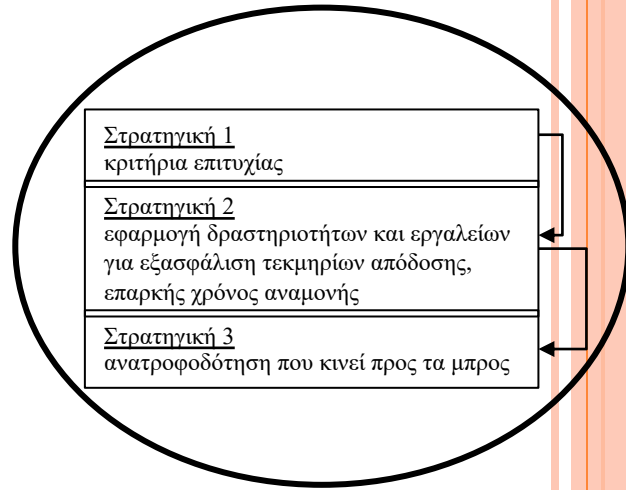 Στρατηγική 1
κριτήρια επιτυχίας
Στρατηγική 2
εφαρμογή δραστηριοτήτων και εργαλείων
για εξασφάλιση τεκμηρίων απόδοσης,
επαρκής χρόνος αναμονής
Στρατηγική 3
ανατροφοδότηση που κινεί προς τα μπρος